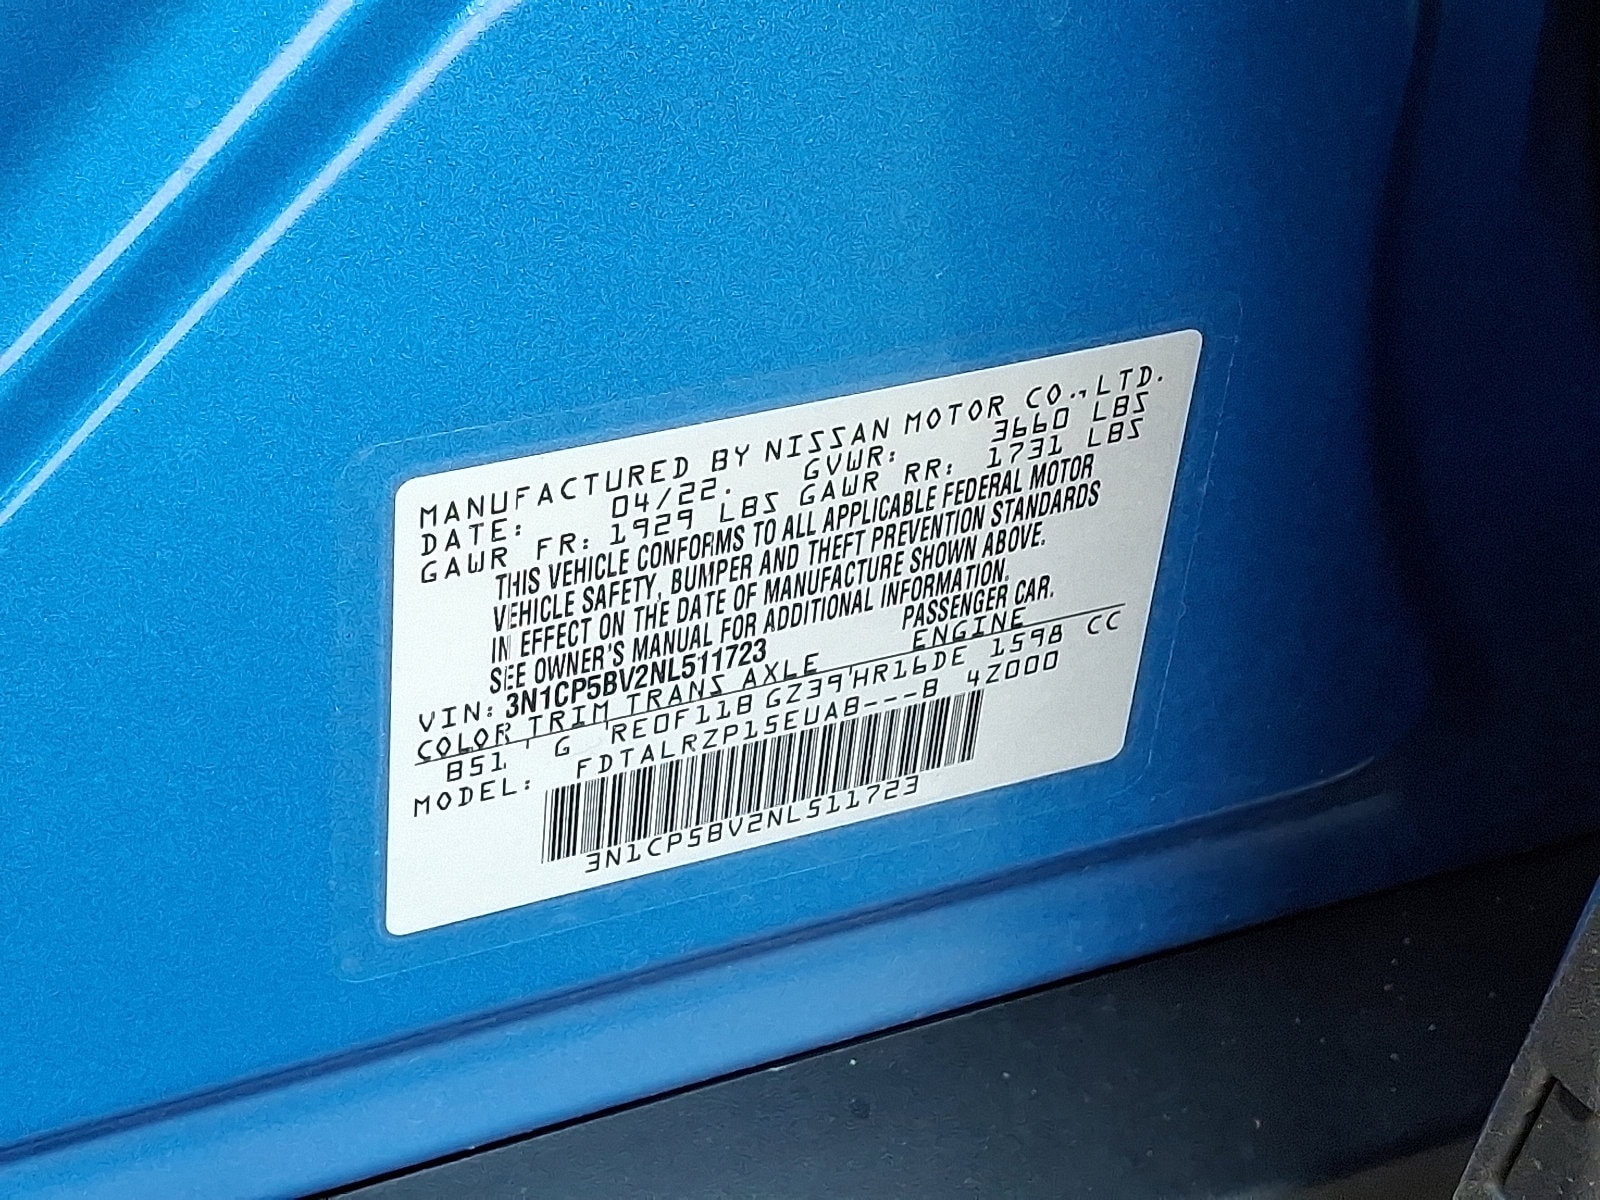 MANUFACTURED BY NISSAN MOTOR CO.,LTD.
DATE: 04/22. GVWR: 3660 LBS
GAWR FR: 1929 LBS GAWR RR: 1731 LBS
THIS VEHICLE CONFORMS TO ALL APPLICABLE FEDERAL MOTOR
VEHICLE SAFETY, BUMPER AND THEFT PREVENTION STANDARDS
IN EFFECT ON THE DATE OF MANUFACTURE SHOWN ABOVE.
SEE OWNER'S MANUAL FOR ADDITIONAL INFORMATION.
VIN: 3N1CP5BV2NL511723 PASSENGER CAR.
COLOR TRIM TRANS AXLE ENGINE
B51 G RE0F11B GZ39 HR16DE 1598 CC
MODEL: FDTALRZP15EUA8---B 4Z000
3N1CP5BV2NL511723